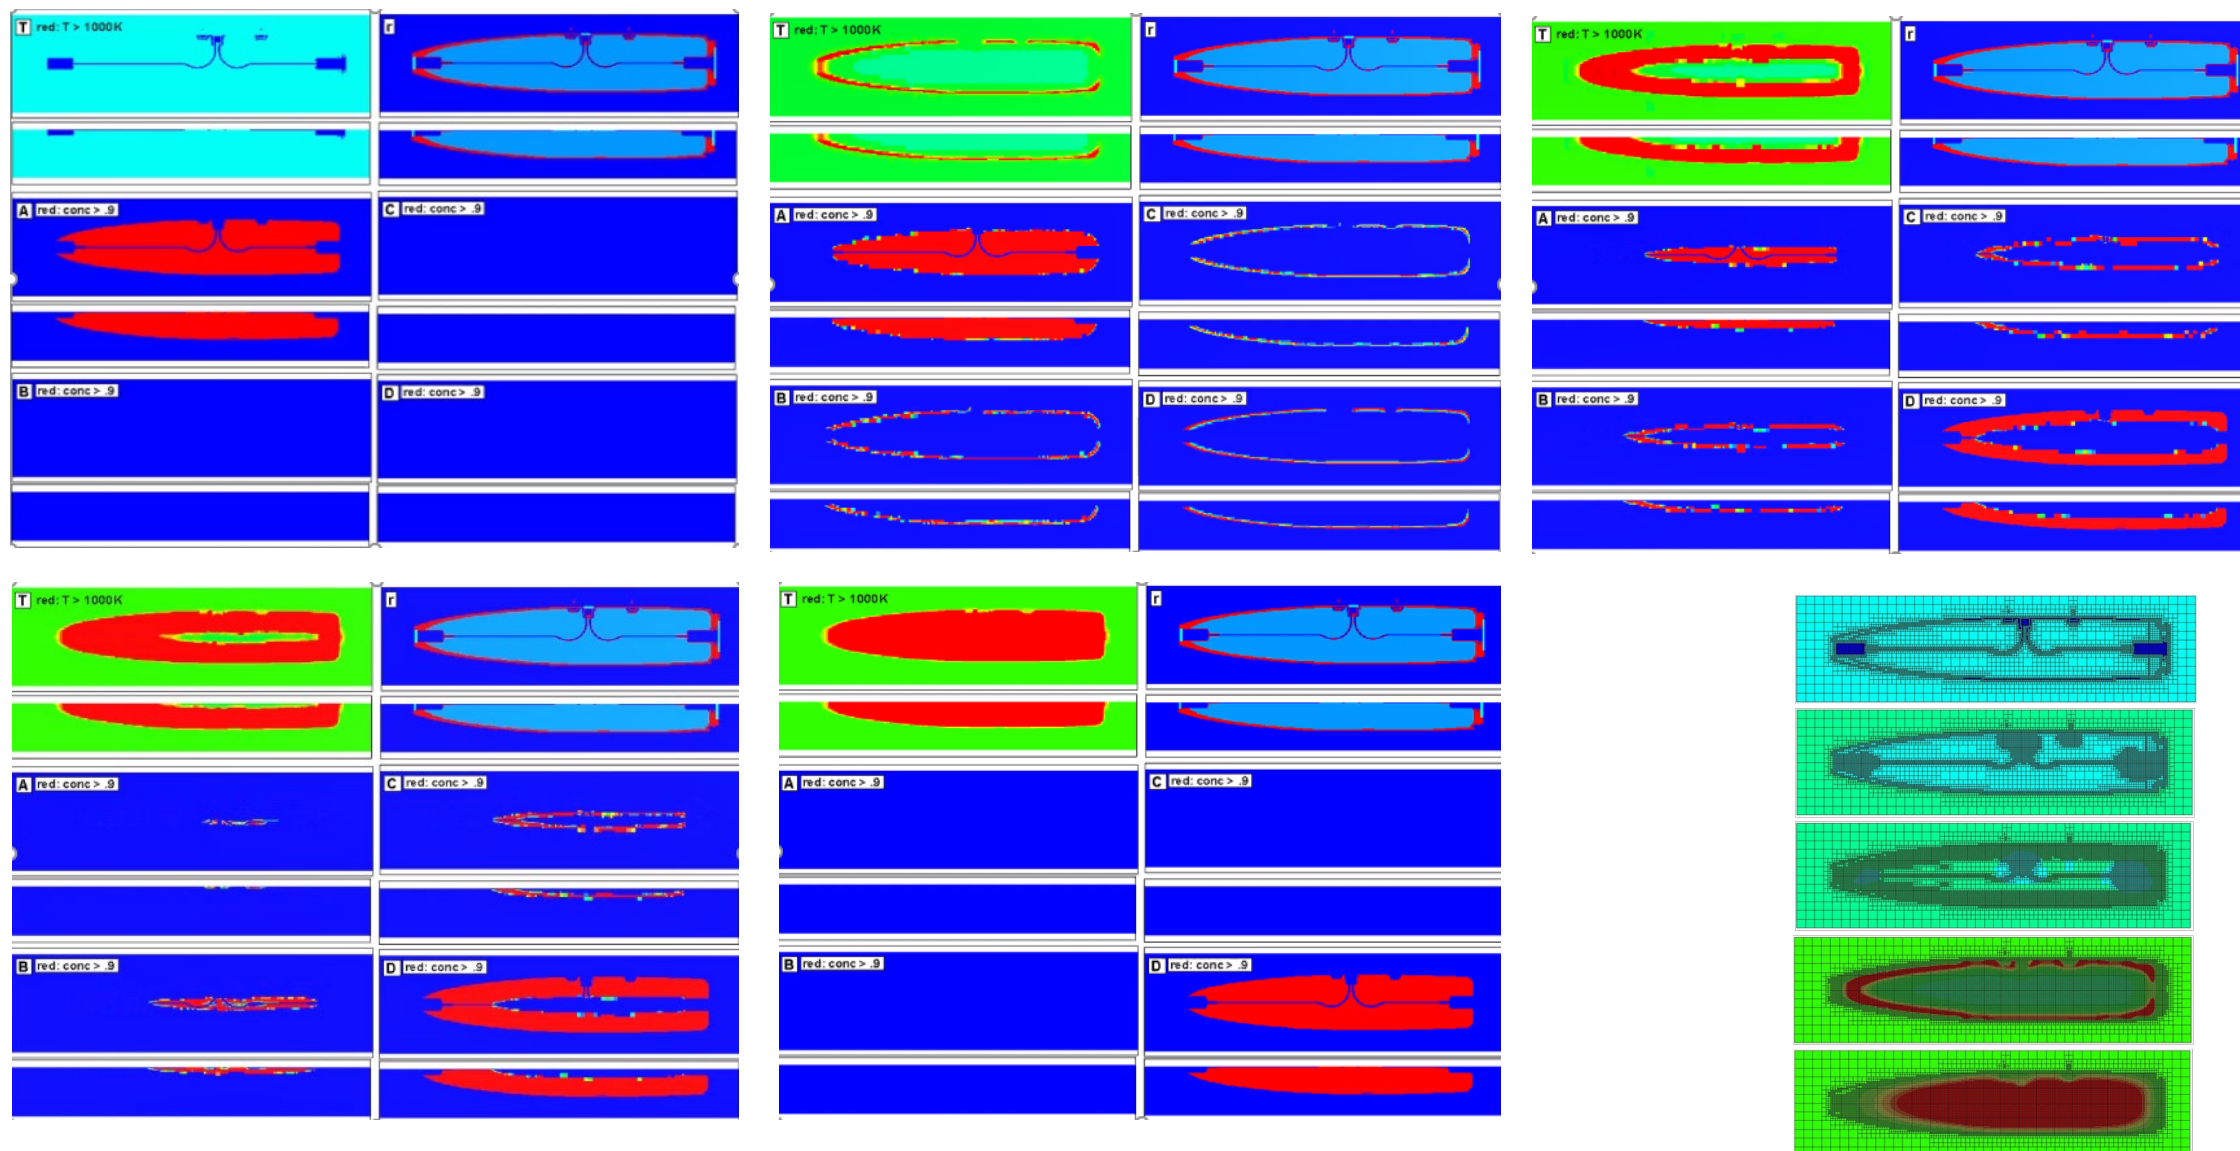 T red: T > 1000K
r
A red: conc > .9
C red: conc > .9
B red: conc > .9
D red: conc > .9
T red: T > 1000K
r
A red: conc > .9
C red: conc > .9
B red: conc > .9
D red: conc > .9
T red: T > 1000K
r
A red: conc > .9
C red: conc > .9
B red: conc > .9
D red: conc > .9
T red: T > 1000K
r
A red: conc > .9
C red: conc > .9
B red: conc > .9
D red: conc > .9
T red: T > 1000K
r
A red: conc > .9
C red: conc > .9
B red: conc > .9
D red: conc > .9